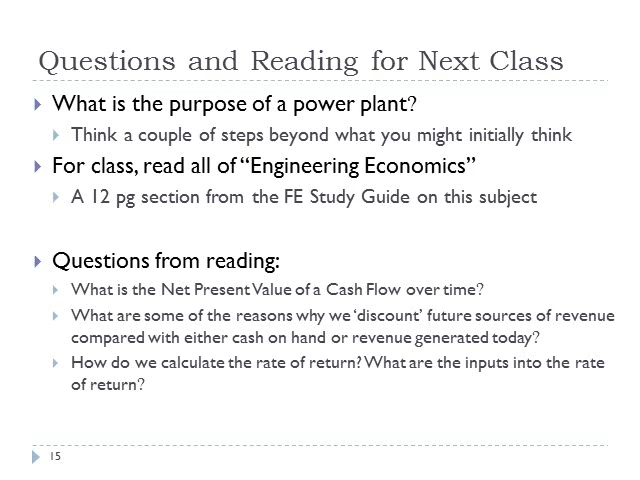 Questions and Reading for Next Class
What is the purpose of a power plant?
Think a couple of steps beyond what you might initially think
For class, read all of “Engineering Economics”
A 12 pg section from the FE Study Guide on this subject
Questions from reading:
What is the Net Present Value of a Cash Flow over time?
What are some of the reasons why we ‘discount’ future sources of revenue
compared with either cash on hand or revenue generated today?
How do we calculate the rate of return? What are the inputs into the rate
of return?
15